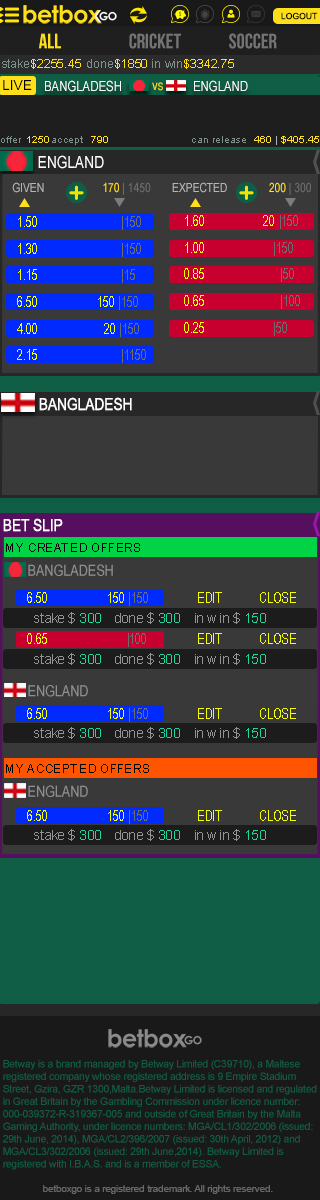 betboxGO
LOGOUT
ALL CRICKET SOCCER
stake$2255.45 done$1850 in win$3342.75
LIVE BANGLADESH VS ENGLAND
offer 1250 accept 790 can release 460 | $405.45
ENGLAND
GIVEN + 170 | 1450 EXPECTED + 200 | 300
1.50 |150 1.60 20 |150
1.30 |150 1.00 |150
1.15 |15 0.85 |50
6.50 150 |150 0.65 |100
4.00 20 |150 0.25 |50
2.15 |1150
BANGLADESH
BET SLIP
MY CREATED OFFERS
BANGLADESH
6.50 150 |150 EDIT CLOSE
stake $ 300 done $ 300 in win $ 150
0.65 |100 EDIT CLOSE
stake $ 300 done $ 300 in win $ 150
ENGLAND
6.50 150 |150 EDIT CLOSE
stake $ 300 done $ 300 in win $ 150
MY ACCEPTED OFFERS
ENGLAND
6.50 150 |150 EDIT CLOSE
stake $ 300 done $ 300 in win $ 150
betboxGO
Betway is a brand managed by Betway Limited (C39710), a Maltese
registered company whose registered address is 9 Empire Stadium
Street, Gzira, GZR 1300,Malta.Betway Limited is licensed and regulated
in Great Britain by the Gambling Commission under licence number:
000-039372-R-319367-005 and outside of Great Britain by the Malta
Gaming Authority, under licence numbers: MGA/CL1/302/2006 (issued:
29th June, 2014), MGA/CL2/396/2007 (issued: 30th April, 2012) and
MGA/CL3/302/2006 (issued: 29th June,2014). Betway Limited is
registered with I.B.A.S. and is a member of ESSA.
betboxgo is a registered trademark. All rights reserved.